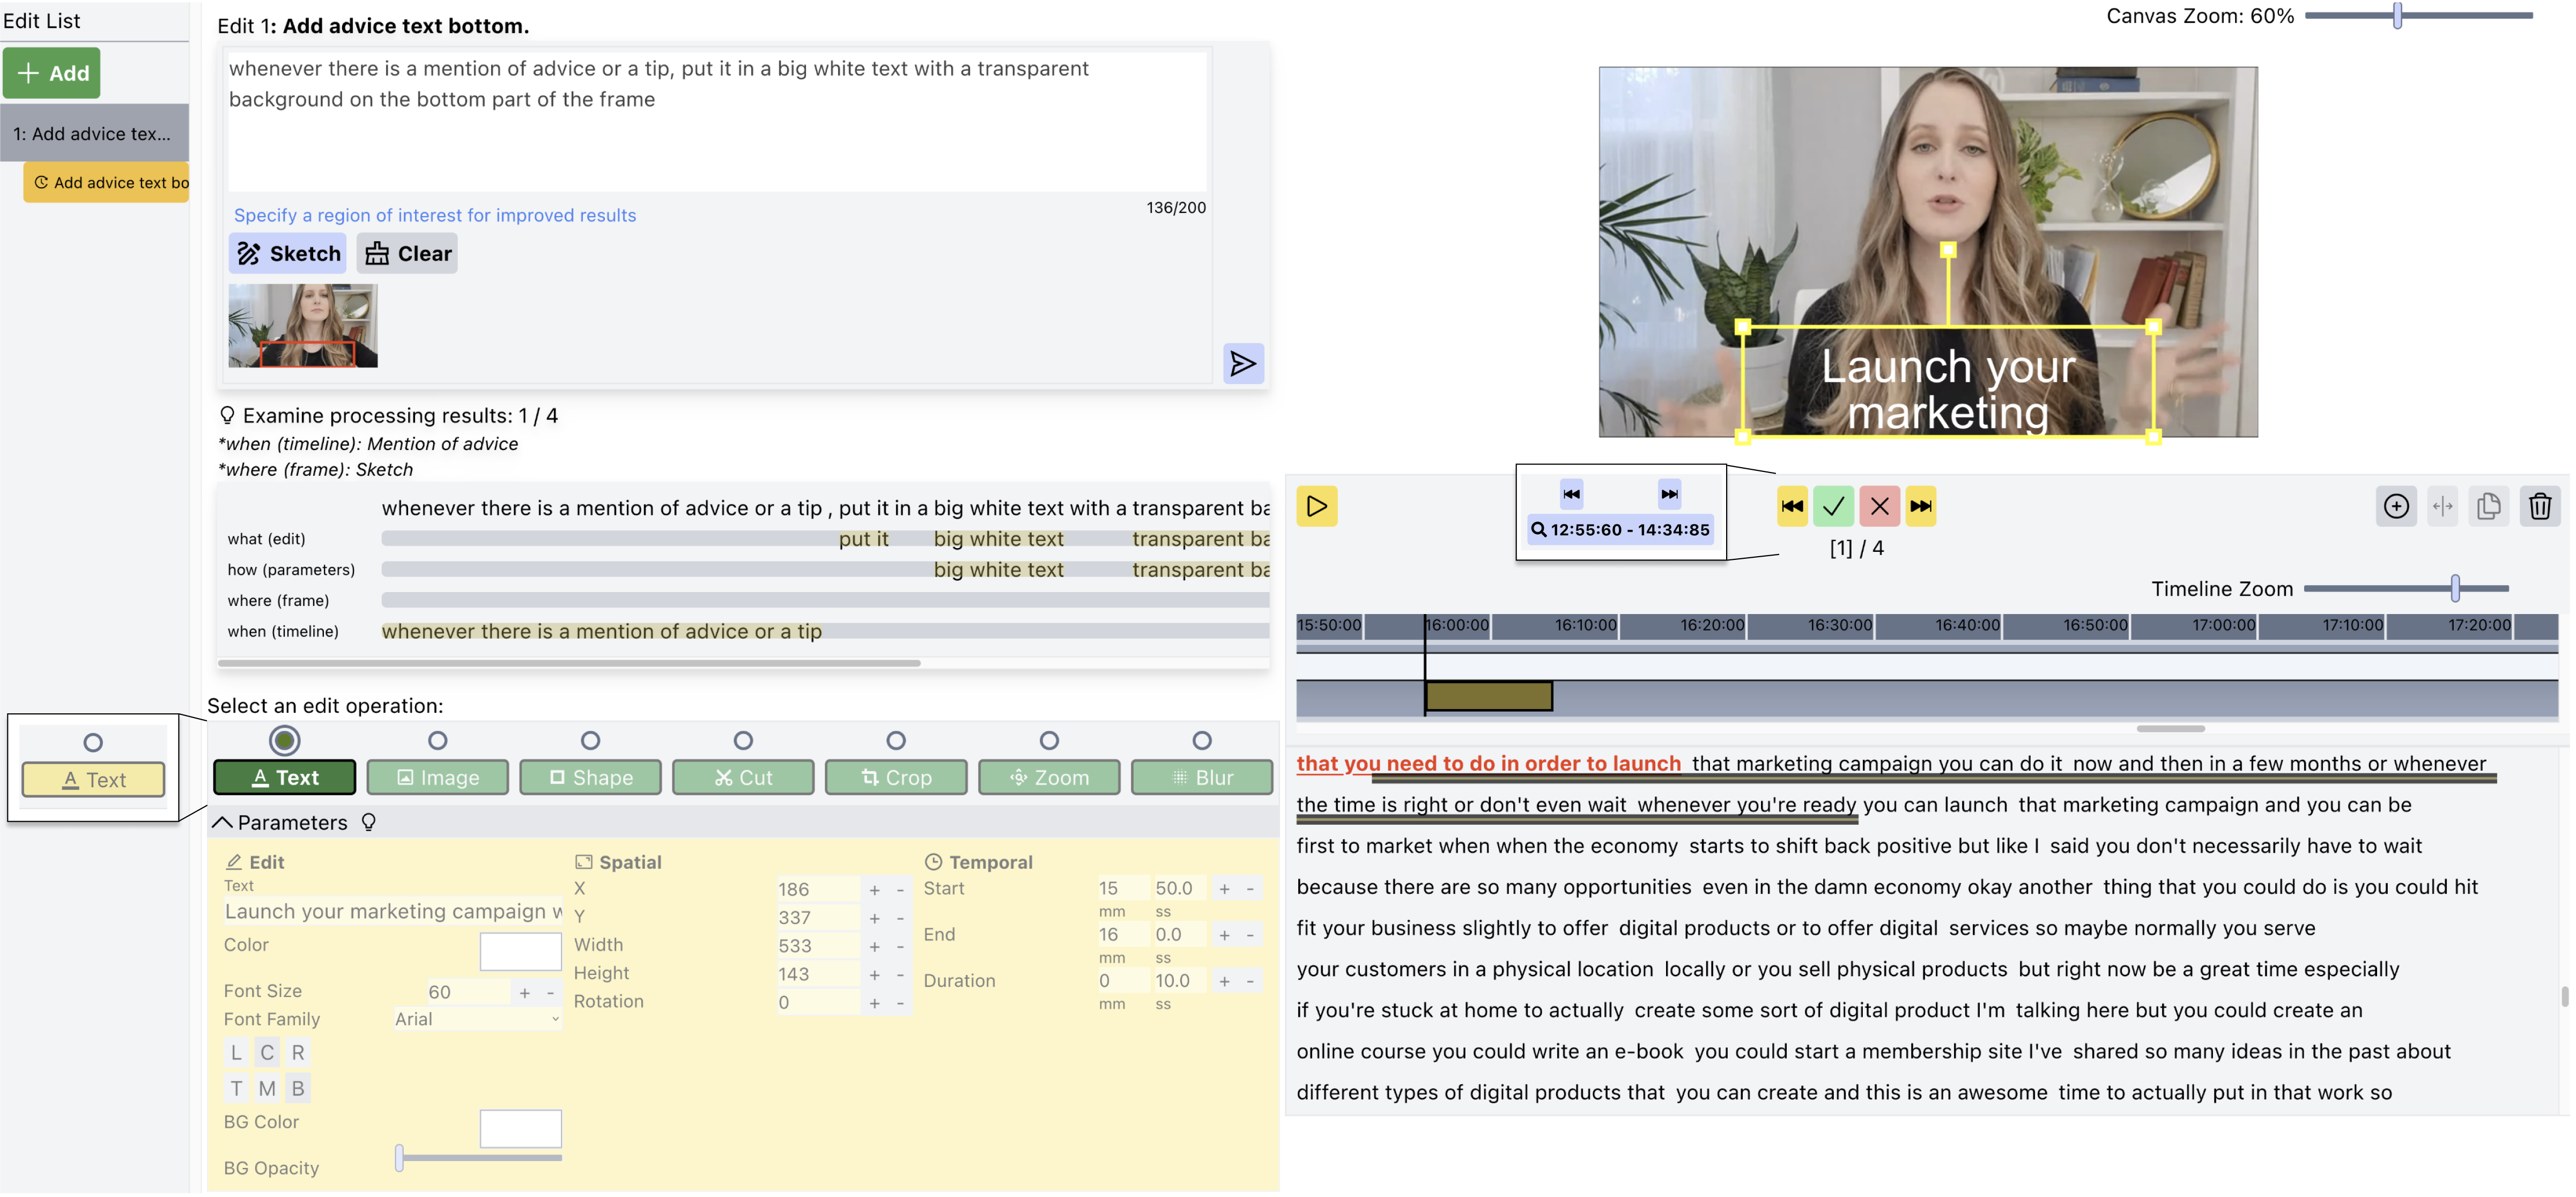 Edit List
Add
1: Add advice tex...
Add advice text bo
Edit 1: Add advice text bottom.
whenever there is a mention of advice or a tip, put it in a big white text with a transparent
background on the bottom part of the frame
136/200
Specify a region of interest for improved results
Sketch
Clear
Examine processing results: 1 / 4
*when (timeline): Mention of advice
*where (frame): Sketch
whenever there is a mention of advice or a tip , put it in a big white text with a transparent ba
what (edit) put it big white text transparent ba
how (parameters) big white text transparent ba
where (frame)
when (timeline) whenever there is a mention of advice or a tip
Select an edit operation:
A Text
A Text
Image
Shape
Cut
Crop
Zoom
Blur
Parameters
Edit
Text
Launch your marketing campaign w
Color
Font Size 60 + -
Font Family Arial
L C R
T M B
BG Color
BG Opacity
Spatial
X 186 + -
Y 337 + -
Width 533 + -
Height 143 + -
Rotation 0 + -
Temporal
Start 15 50.0 + -
mm ss
End 16 0.0 + -
mm ss
Duration 0 10.0 + -
mm ss
Canvas Zoom: 60%
Launch your
marketing
12:55:60 - 14:34:85
[1] / 4
Timeline Zoom
15:50:00 16:00:00 16:10:00 16:20:00 16:30:00 16:40:00 16:50:00 17:00:00 17:10:00 17:20:00
that you need to do in order to launch that marketing campaign you can do it now and then in a few months or whenever
the time is right or don't even wait whenever you're ready you can launch that marketing campaign and you can be
first to market when when the economy starts to shift back positive but like I said you don't necessarily have to wait
because there are so many opportunities even in the damn economy okay another thing that you could do is you could hit
fit your business slightly to offer digital products or to offer digital services so maybe normally you serve
your customers in a physical location locally or you sell physical products but right now be a great time especially
if you're stuck at home to actually create some sort of digital product I'm talking here but you could create an
online course you could write an e-book you could start a membership site I've shared so many ideas in the past about
different types of digital products that you can create and this is an awesome time to actually put in that work so